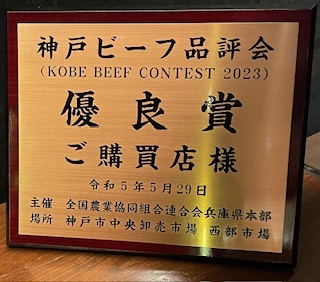 神戸ビーフ品評会
(KOBE BEEF CONTEST 2023)
優良賞
ご購買店様
令和5年5月29日
主催 全国農業協同組合連合会兵庫県本部
場所 神戸市中央卸売市場 西部市場